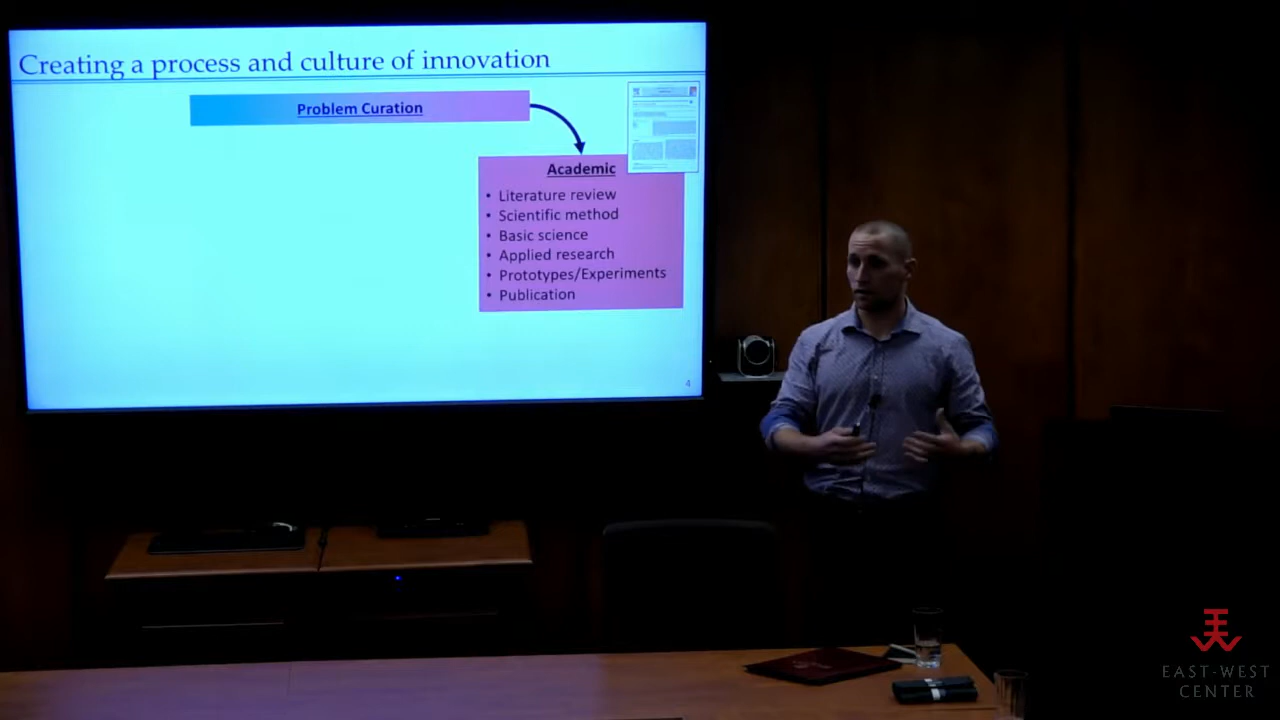 Creating a process and culture of innovation
Problem Curation
Academic
• Literature review
• Scientific method
• Basic science
• Applied research
• Prototypes/Experiments
• Publication
4
EAST-WEST
CENTER